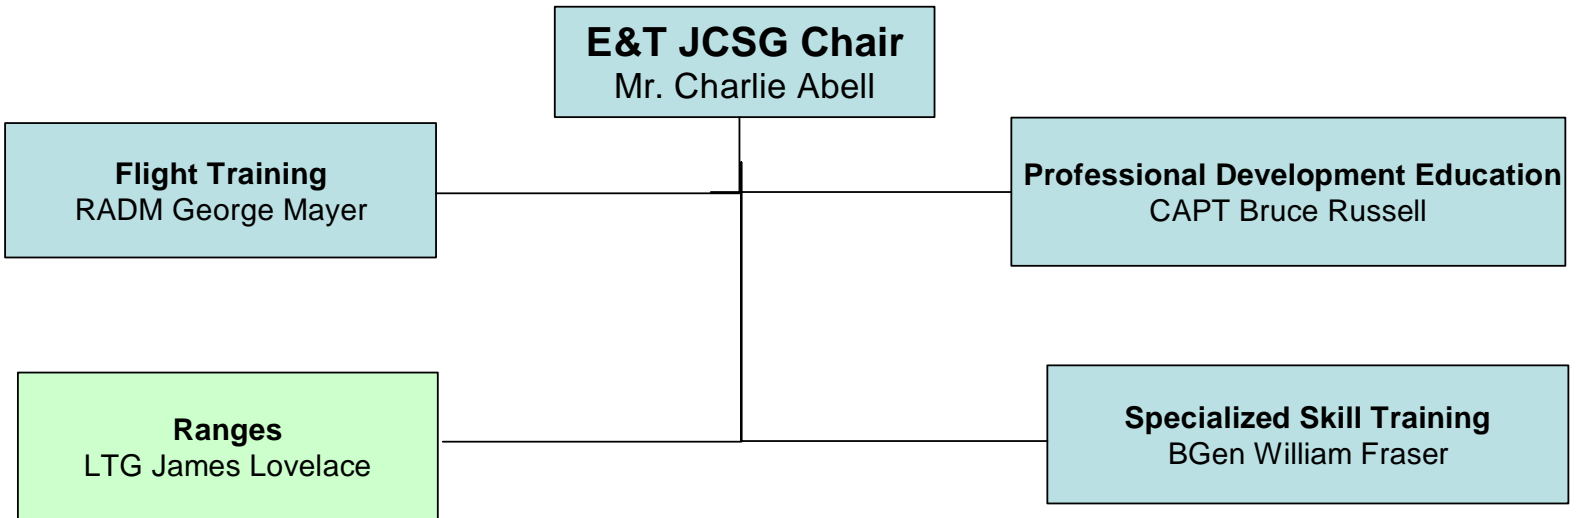 E&T JCSG Chair
Mr. Charlie Abell
Flight Training
RADM George Mayer
Professional Development Education
CAPT Bruce Russell
Ranges
LTG James Lovelace
Specialized Skill Training
BGen William Fraser